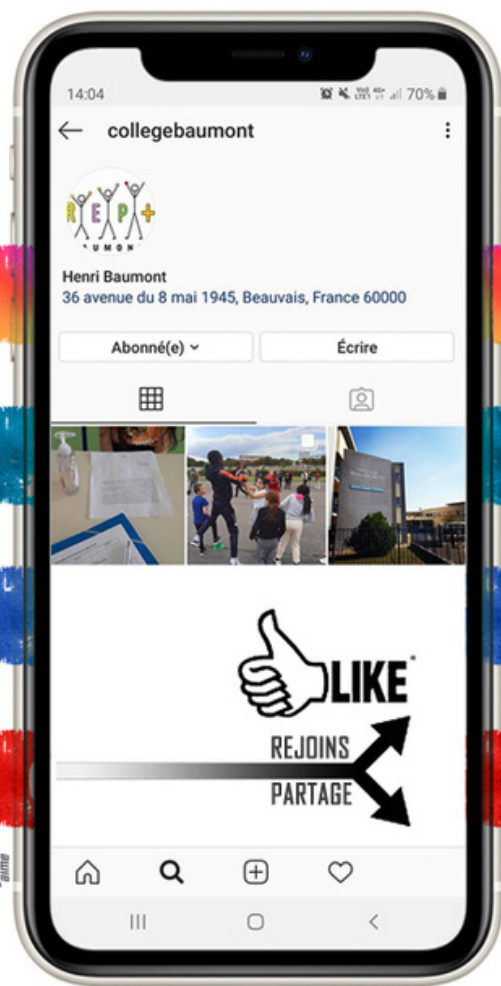 14:04
70%
collegebaumont
REP+
Henri Baumont
36 avenue du 8 mai 1945, Beauvais, France 60000
Abonné(e)
Écrire
LIKE*
REJOINS
PARTAGE
aime